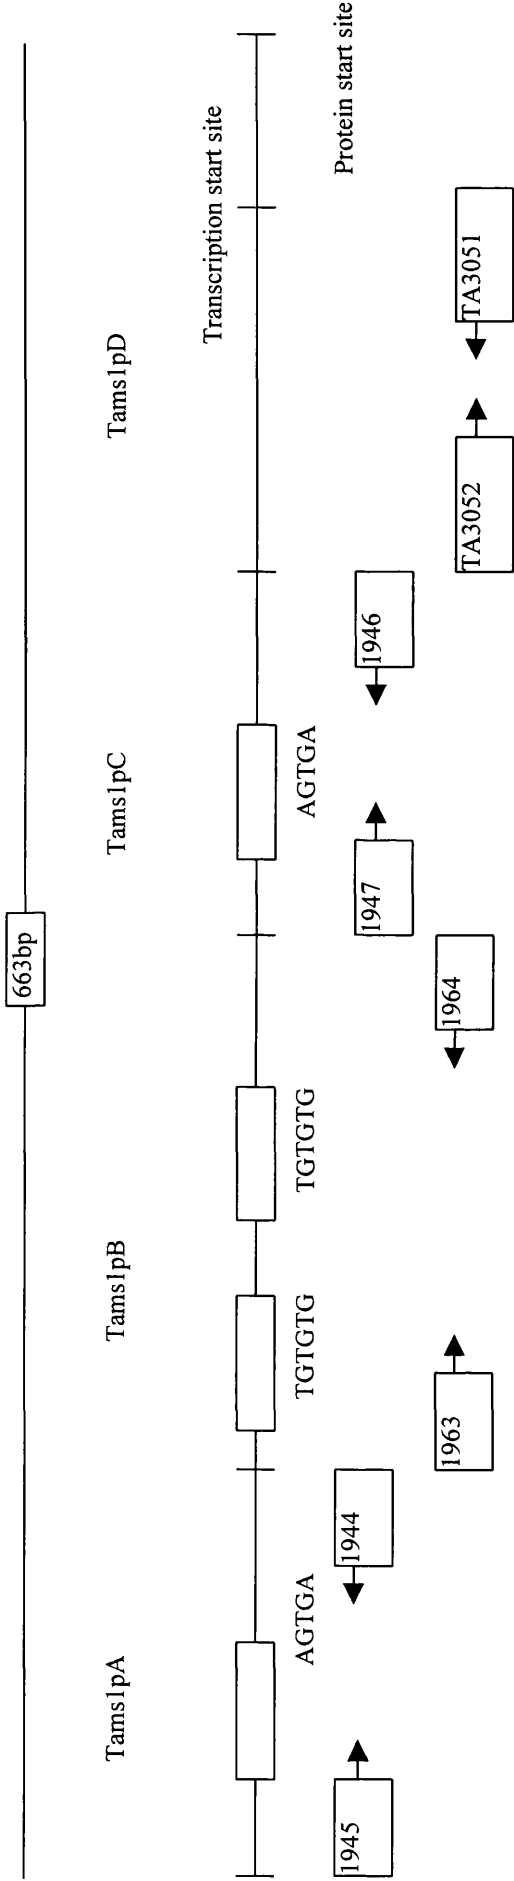 663bp
Tams1pA
Tams1pB
Tams1pC
Tams1pD
Transcription start site
AGTGA
TGTGTG
TGTGTG
AGTGA
Protein start site
1945
1944
1947
1946
1963
1964
TA3052
TA3051